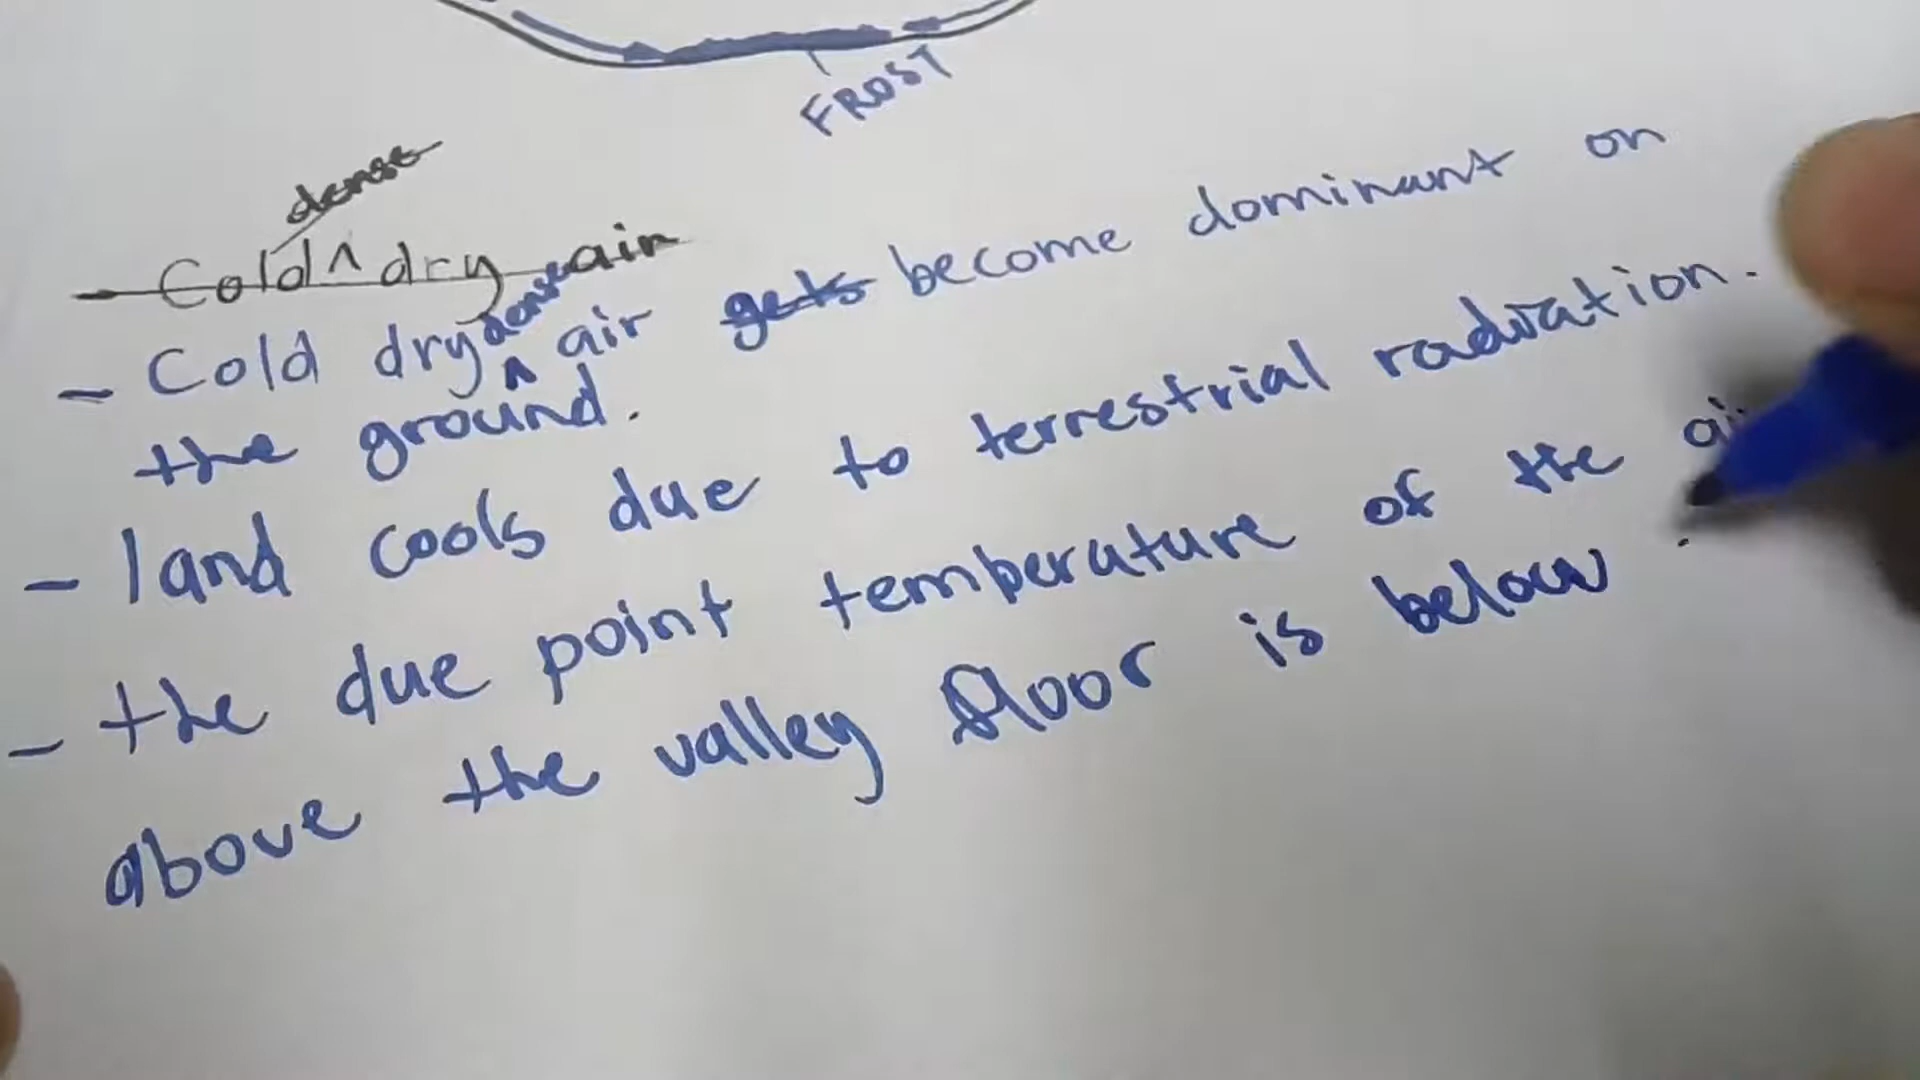 FROST
dense
- Cold ^ dry air
dense
- Cold dry ^ air gets become dominant on
the ground.
- land cools due to terrestrial radiation.
- the due point temperature of the
above the valley floor is below